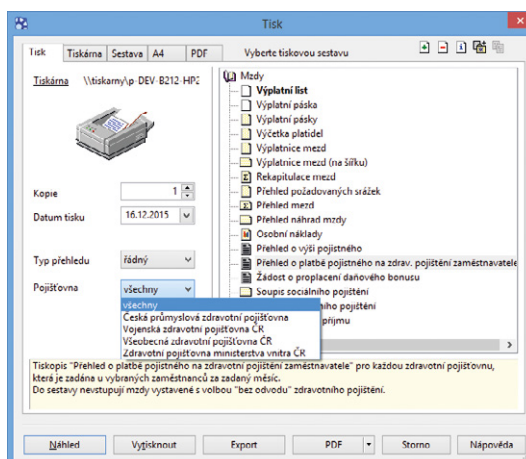 Tisk
Tisk Tiskárna Sestava A4 PDF Vyberte tiskovou sestavu
Tiskárna \\tiskarny\p-DEV-B212-HP2
Kopie 1
Datum tisku 16.12.2015
Typ přehledu řádný
Pojišťovna všechny
všechny
Česká průmyslová zdravotní pojišťovna
Vojenská zdravotní pojišťovna ČR
Všeobecná zdravotní pojišťovna ČR
Zdravotní pojišťovna ministerstva vnitra ČR
Mzdy
Výplatní list
Výplatní páska
Výplatní pásky
Výčetka platidel
Výplatnice mezd
Výplatnice mezd (na šířku)
Rekapitulace mezd
Přehled požadovaných srážek
Přehled mezd
Přehled náhrad mzdy
Osobní náklady
Přehled o výši pojistného
Přehled o platbě pojistného na zdrav. pojištění zaměstnavatele
Žádost o proplacení daňového bonusu
Soupis sociálního pojištění
ního pojištění
příjmu
Tiskopis "Přehled o platbě pojistného na zdravotní pojištění zaměstnavatele" pro každou zdravotní pojišťovnu,
která je zadána u vybraných zaměstnanců za zadaný měsíc.
Do sestavy nevstupují mzdy vystavené s volbou "bez odvodu" zdravotního pojištění.
Náhled Vytisknout Export PDF Storno Nápověda